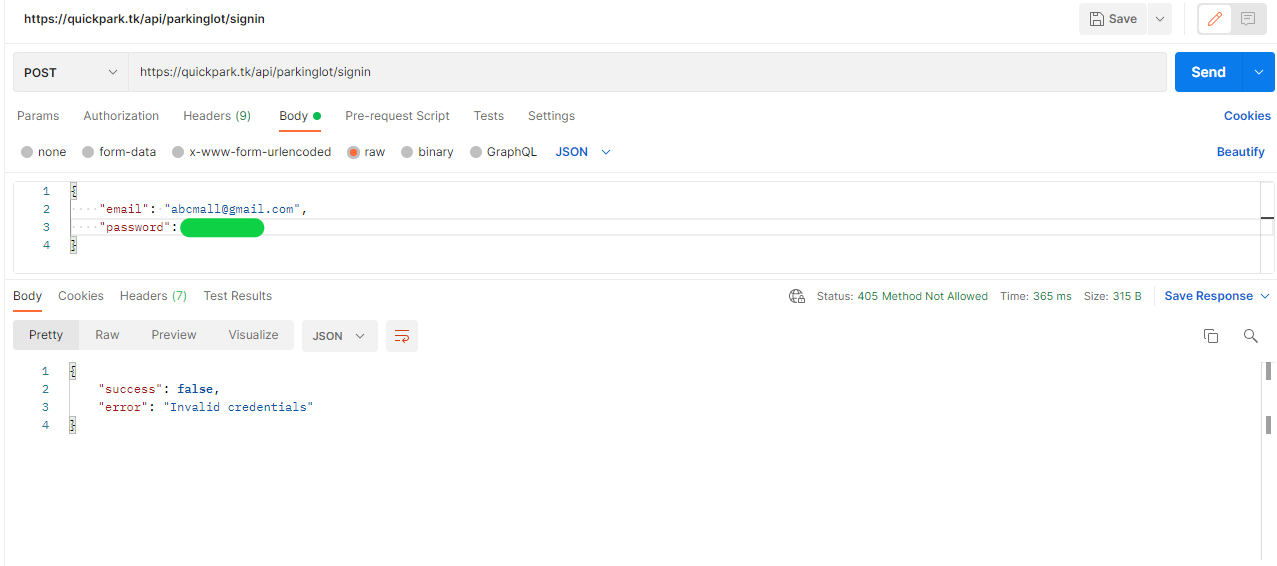 https://quickpark.tk/api/parkinglot/signin
Save
POST
https://quickpark.tk/api/parkinglot/signin
Send
Params Authorization Headers (9) Body Pre-request Script Tests Settings Cookies
none form-data x-www-form-urlencoded raw binary GraphQL JSON Beautify
1 {
2 "email": "abcmall@gmail.com",
3 "password":
4 }
Body Cookies Headers (7) Test Results Status: 405 Method Not Allowed Time: 365 ms Size: 315 B Save Response
Pretty Raw Preview Visualize JSON
1 {
2 "success": false,
3 "error": "Invalid credentials"
4 }